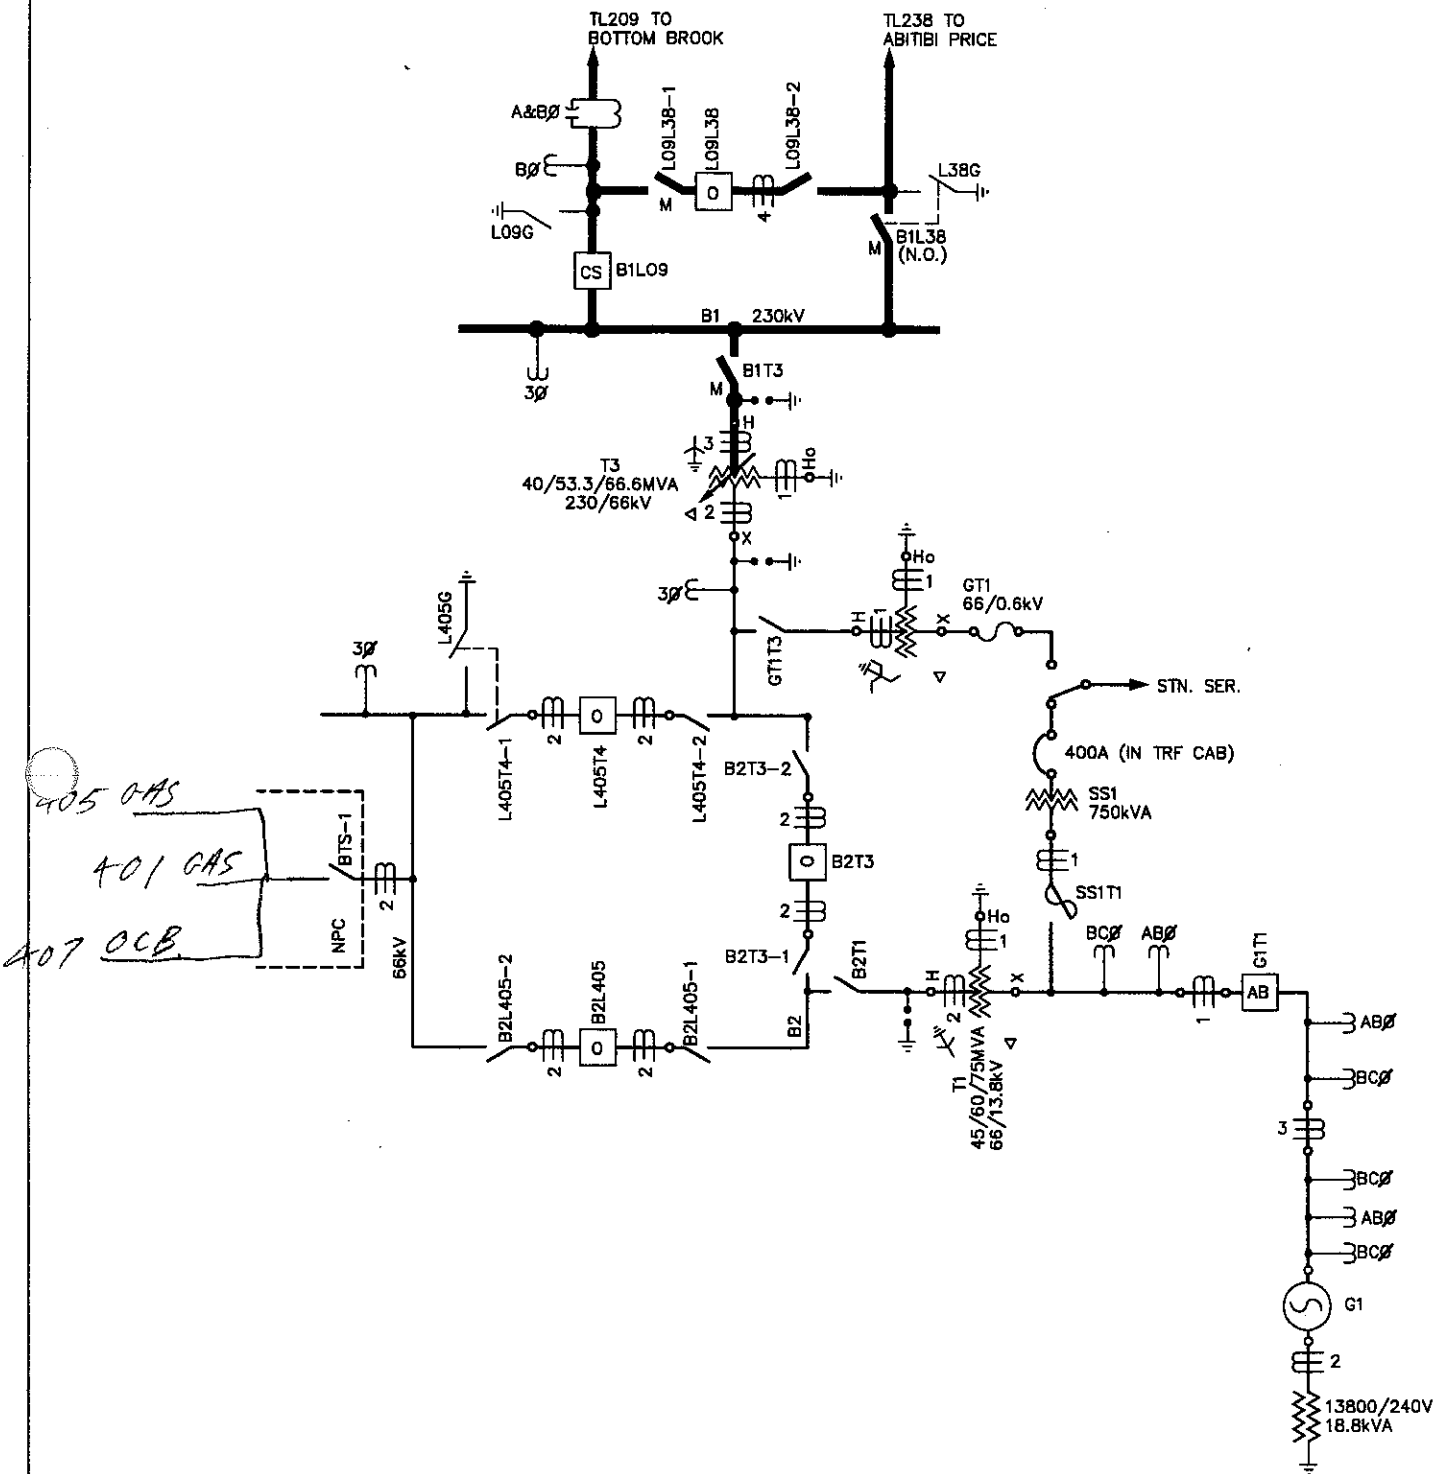 TL209 TO
BOTTOM BROOK
TL238 TO
ABITIBI PRICE
A&BØ
L09L38-1
L09L38
L09L38-2
BØ
M
O
4
L38G
L09G
M
B1L38
(N.O.)
CS
B1L09
B1
230kV
3Ø
B1T3
M
H
3
T3
40/53.3/66.6MVA
230/66kV
Ho
1
2
X
3Ø
Ho
1
GT1
66/0.6kV
H
1
X
GT1T3
L405G
3Ø
STN. SER.
L405T4-1
2
O
L405T4
2
L405T4-2
400A (IN TRF CAB)
B2T3-2
SS1
750kVA
2
405 GAS
BTS-1
O
B2T3
1
401 GAS
2
NPC
66kV
2
SS1T1
407 OCB
B2T3-1
B2T1
Ho
1
BCØ
ABØ
G1T1
H
2
X
1
AB
B2L405-2
2
O
B2L405
2
B2L405-1
B2
T1
45/60/75MVA
66/13.8kV
ABØ
BCØ
3
BCØ
ABØ
BCØ
G1
2
13800/240V
18.8kVA